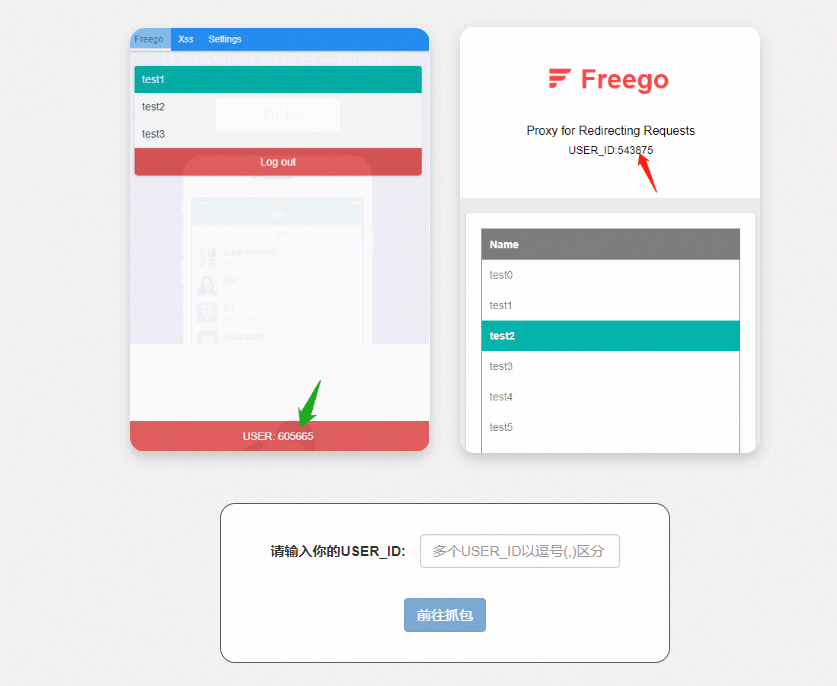 Freego Xss Settings
test1
test2
test3
Log out
USER: 605665
Freego
Proxy for Redirecting Requests
USER_ID:543875
Name
test0
test1
test2
test3
test4
test5
请输入你的USER_ID: 多个USER_ID以逗号(,)区分
前往抓包